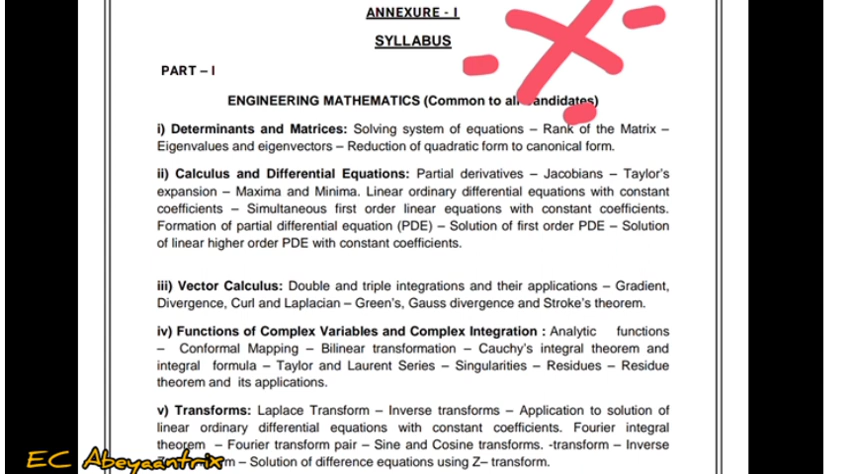 ANNEXURE - I
SYLLABUS
PART – I
ENGINEERING MATHEMATICS (Common to all candidates)
i) Determinants and Matrices: Solving system of equations – Rank of the Matrix –
Eigenvalues and eigenvectors – Reduction of quadratic form to canonical form.
ii) Calculus and Differential Equations: Partial derivatives – Jacobians – Taylor's
expansion – Maxima and Minima. Linear ordinary differential equations with constant
coefficients – Simultaneous first order linear equations with constant coefficients.
Formation of partial differential equation (PDE) – Solution of first order PDE – Solution
of linear higher order PDE with constant coefficients.
iii) Vector Calculus: Double and triple integrations and their applications – Gradient,
Divergence, Curl and Laplacian – Green's, Gauss divergence and Stroke's theorem.
iv) Functions of Complex Variables and Complex Integration : Analytic functions
– Conformal Mapping – Bilinear transformation – Cauchy's integral theorem and
integral formula – Taylor and Laurent Series – Singularities – Residues – Residue
theorem and its applications.
v) Transforms: Laplace Transform – Inverse transforms – Application to solution of
linear ordinary differential equations with constant coefficients. Fourier integral
theorem – Fourier transform pair – Sine and Cosine transforms. -transform – Inverse
– Solution of difference equations using Z– transform.
EC Abeyaantrix